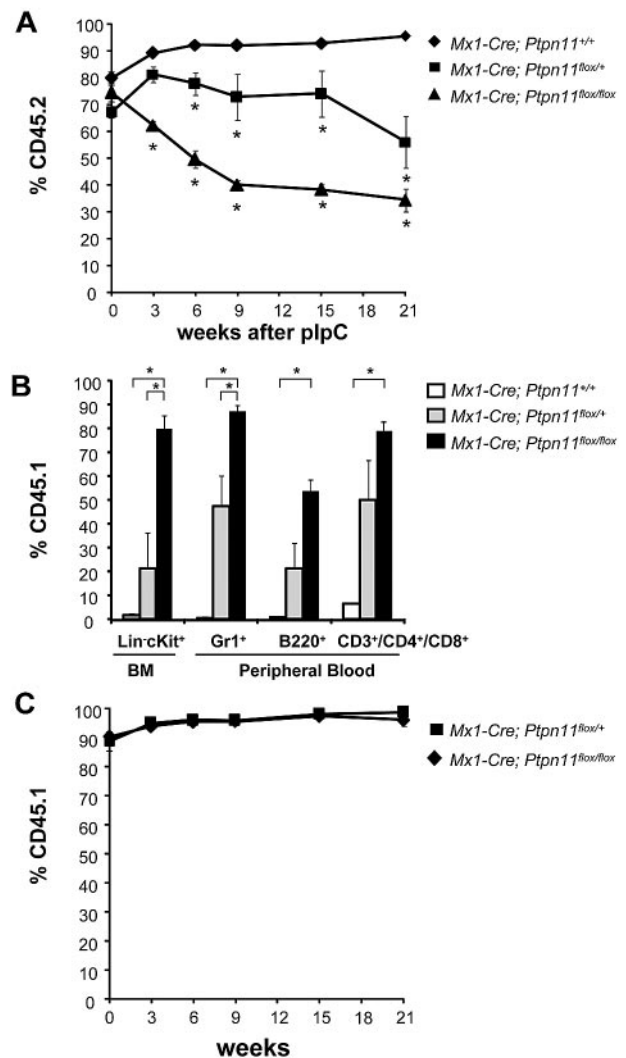 A
% CD45.2
100
90
80
70
60
50
40
30
20
10
0
* * * * *
* * * * *
0 3 6 9 12 15 18 21
weeks after pIpC
Mx1-Cre; Ptpn11+/+
Mx1-Cre; Ptpn11flox/+
Mx1-Cre; Ptpn11flox/flox
B
% CD45.1
100
90
80
70
60
50
40
30
20
10
0
* * * *
* *
Lin-cKit+ Gr1+ B220+ CD3+/CD4+/CD8+
BM Peripheral Blood
Mx1-Cre; Ptpn11+/+
Mx1-Cre; Ptpn11flox/+
Mx1-Cre; Ptpn11flox/flox
C
% CD45.1
100
90
80
70
60
50
40
30
20
10
0
0 3 6 9 12 15 18 21
weeks
Mx1-Cre; Ptpn11flox/+
Mx1-Cre; Ptpn11flox/flox